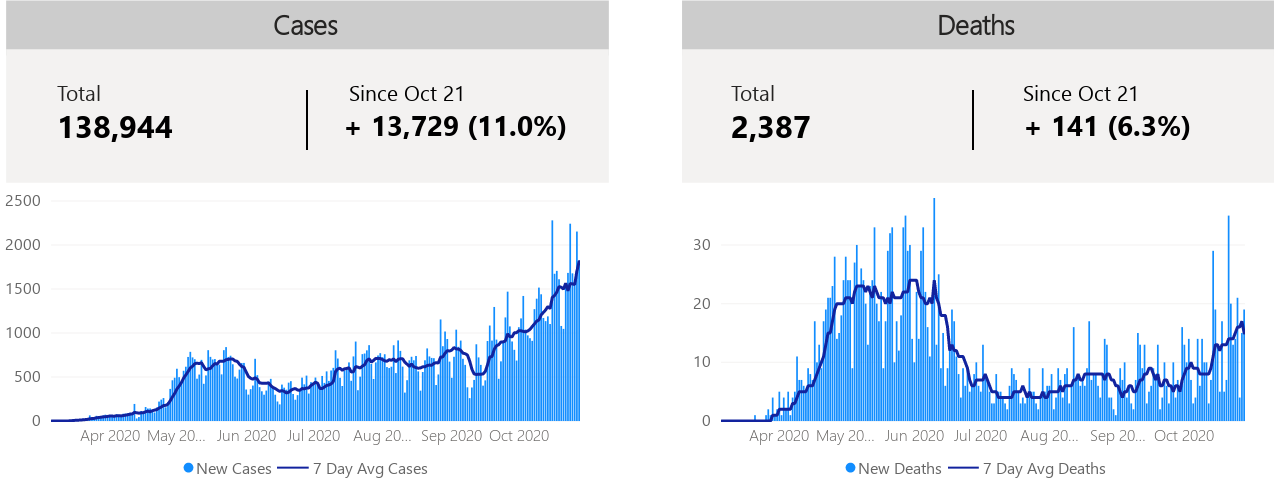 Cases
Total
Since Oct 21
138,944
+ 13,729 (11.0%)
2500
2000
1500
1000
500
0
Apr 2020 May 20... Jun 2020 Jul 2020 Aug 20... Sep 2020 Oct 2020
New Cases 7 Day Avg Cases
Deaths
Total
Since Oct 21
2,387
+ 141 (6.3%)
30
20
10
0
Apr 2020 May 20... Jun 2020 Jul 2020 Aug 20... Sep 20... Oct 2020
New Deaths 7 Day Avg Deaths